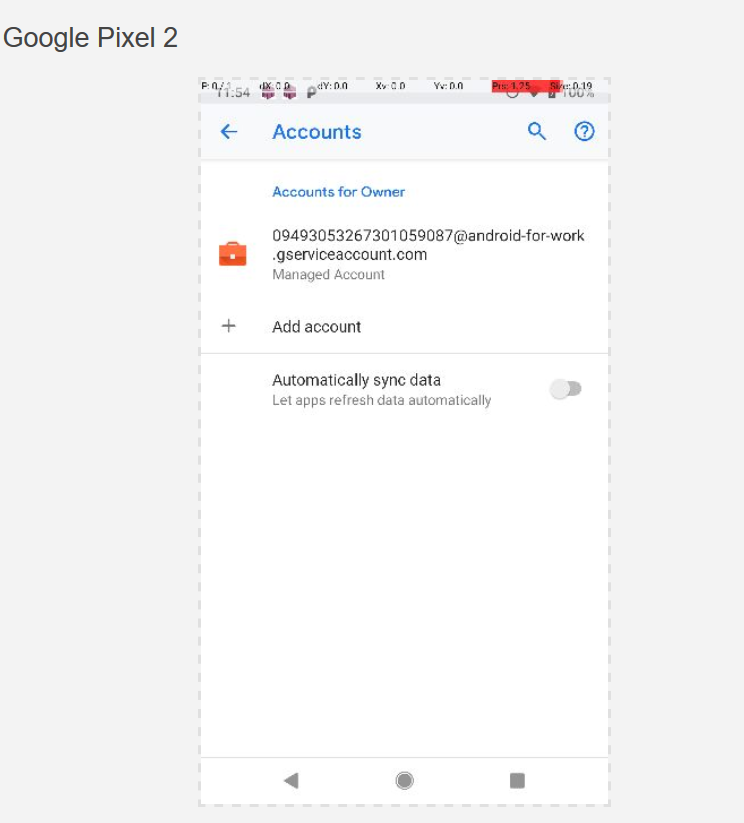 Google Pixel 2
P: 0 / 1 dX: 0.0 dY: 0.0 Xv: 0.0 Yv: 0.0 Prs: 1.25 Size: 0.19
11:54 100%
Accounts
Accounts for Owner
09493053267301059087@android-for-work
.gserviceaccount.com
Managed Account
Add account
Automatically sync data
Let apps refresh data automatically